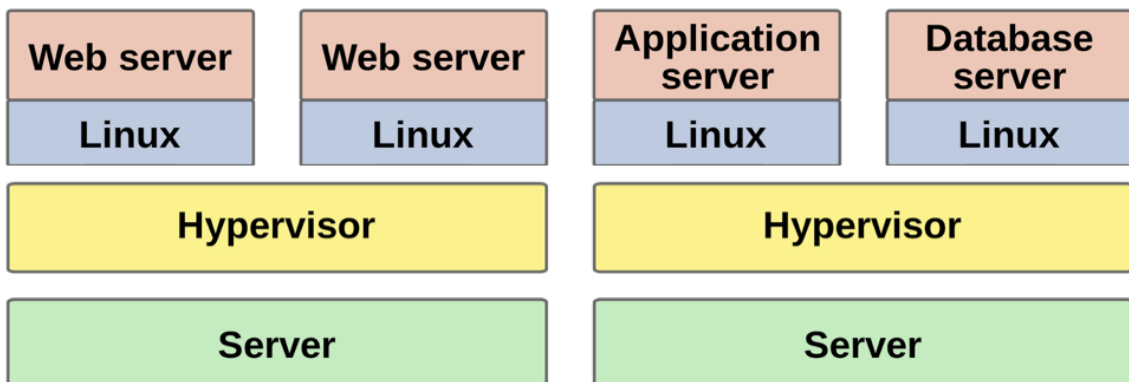 Web server
Web server
Application
server
Database
server
Linux
Linux
Linux
Linux
Hypervisor
Hypervisor
Server
Server